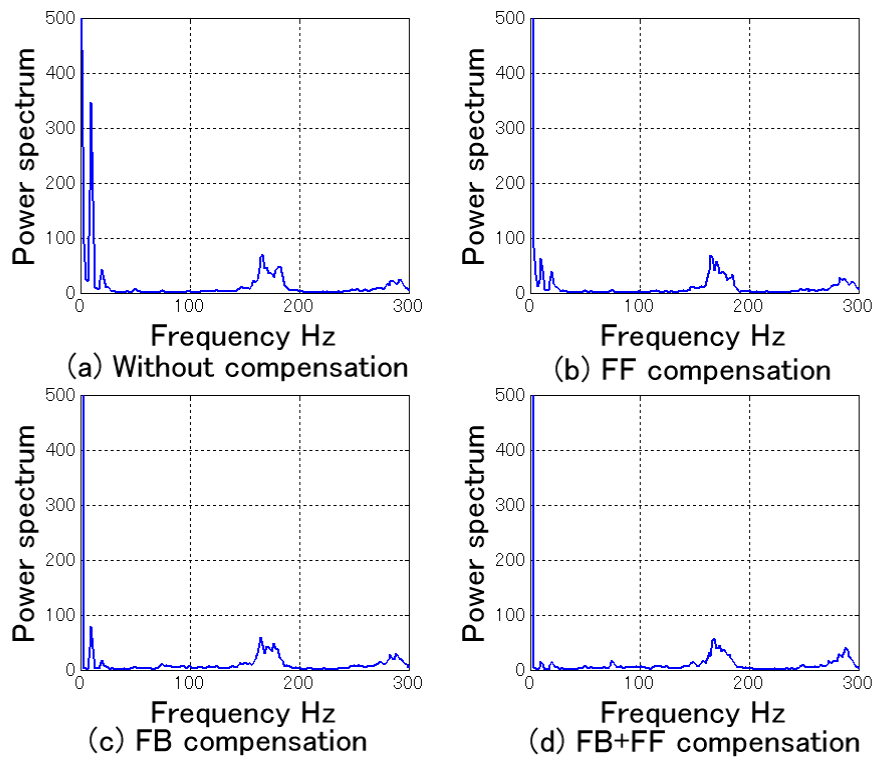 500
400
300
200
100
0
Power spectrum
0 100 200 300
Frequency Hz
(a) Without compensation
500
400
300
200
100
0
Power spectrum
0 100 200 300
Frequency Hz
(b) FF compensation
500
400
300
200
100
0
Power spectrum
0 100 200 300
Frequency Hz
(c) FB compensation
500
400
300
200
100
0
Power spectrum
0 100 200 300
Frequency Hz
(d) FB+FF compensation